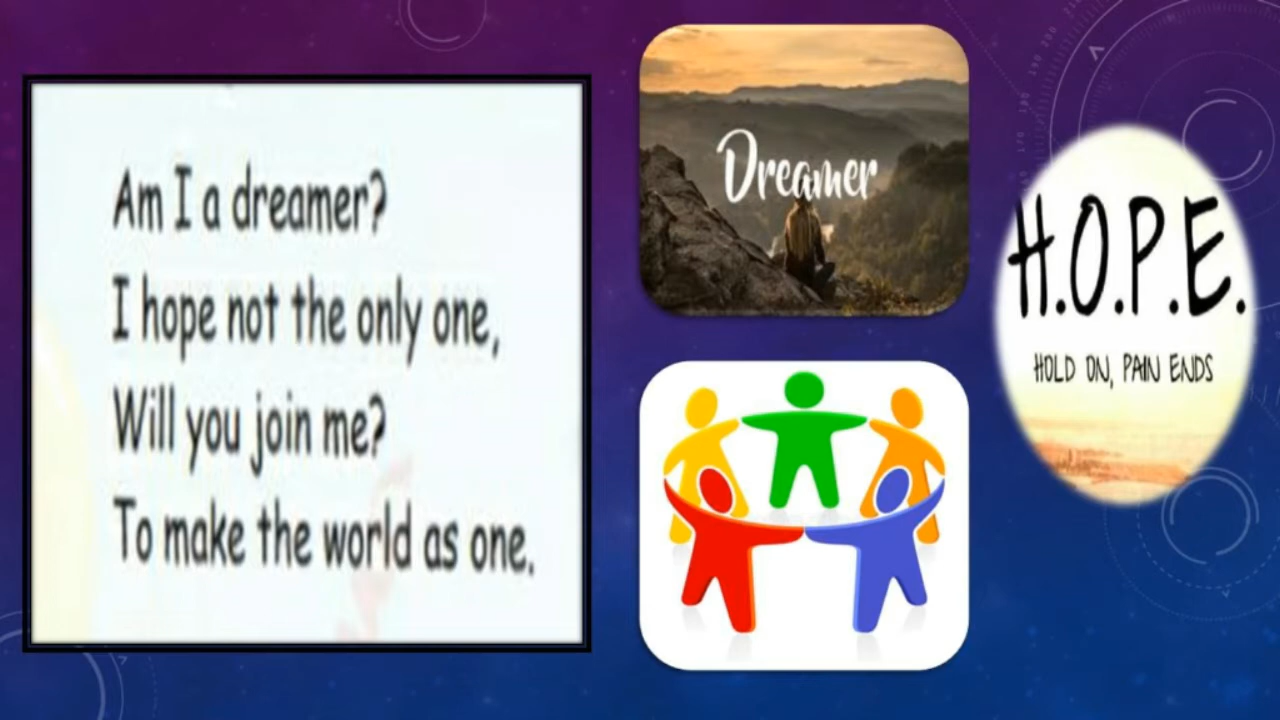 Am I a dreamer?
I hope not the only one,
Will you join me?
To make the world as one.
Dreamer
H.O.P.E.
HOLD ON, PAIN ENDS